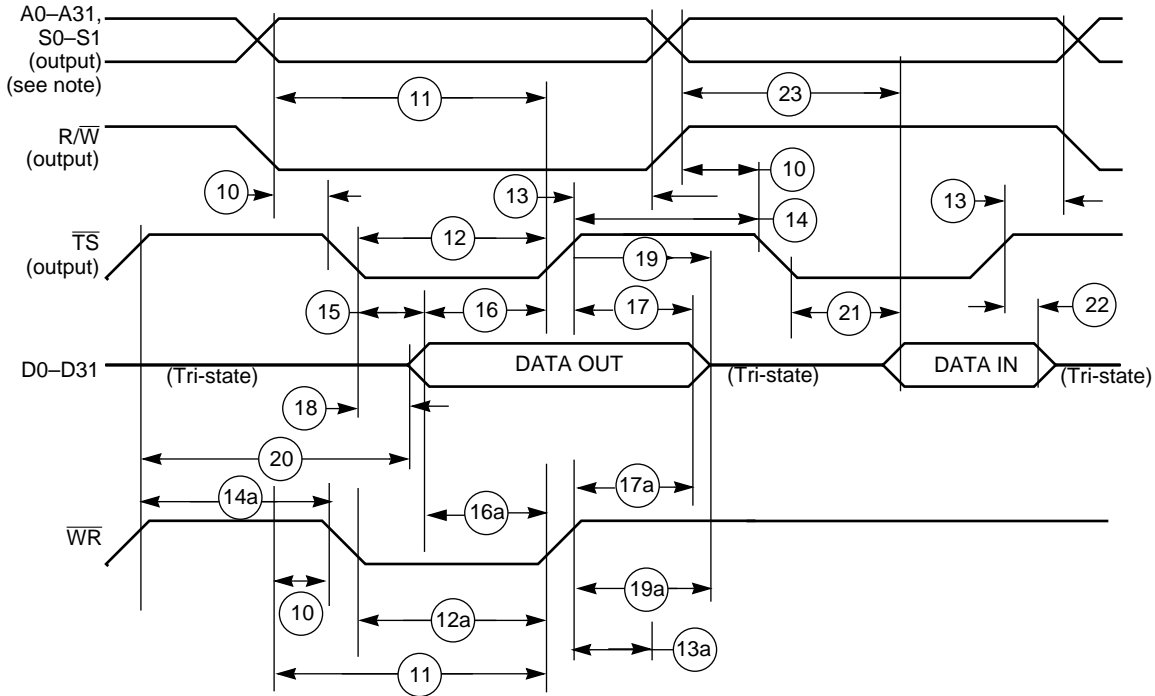 A0–A31,
S0–S1
(output)
(see note)
11
23
R/W̅
(output)
10
13
10
14
13
12
T̅S̅
(output)
19
15
16
17
21
22
D0–D31
(Tri-state)
DATA OUT
(Tri-state)
DATA IN
(Tri-state)
18
20
14a
16a
17a
W̅R̅
10
12a
19a
13a
11